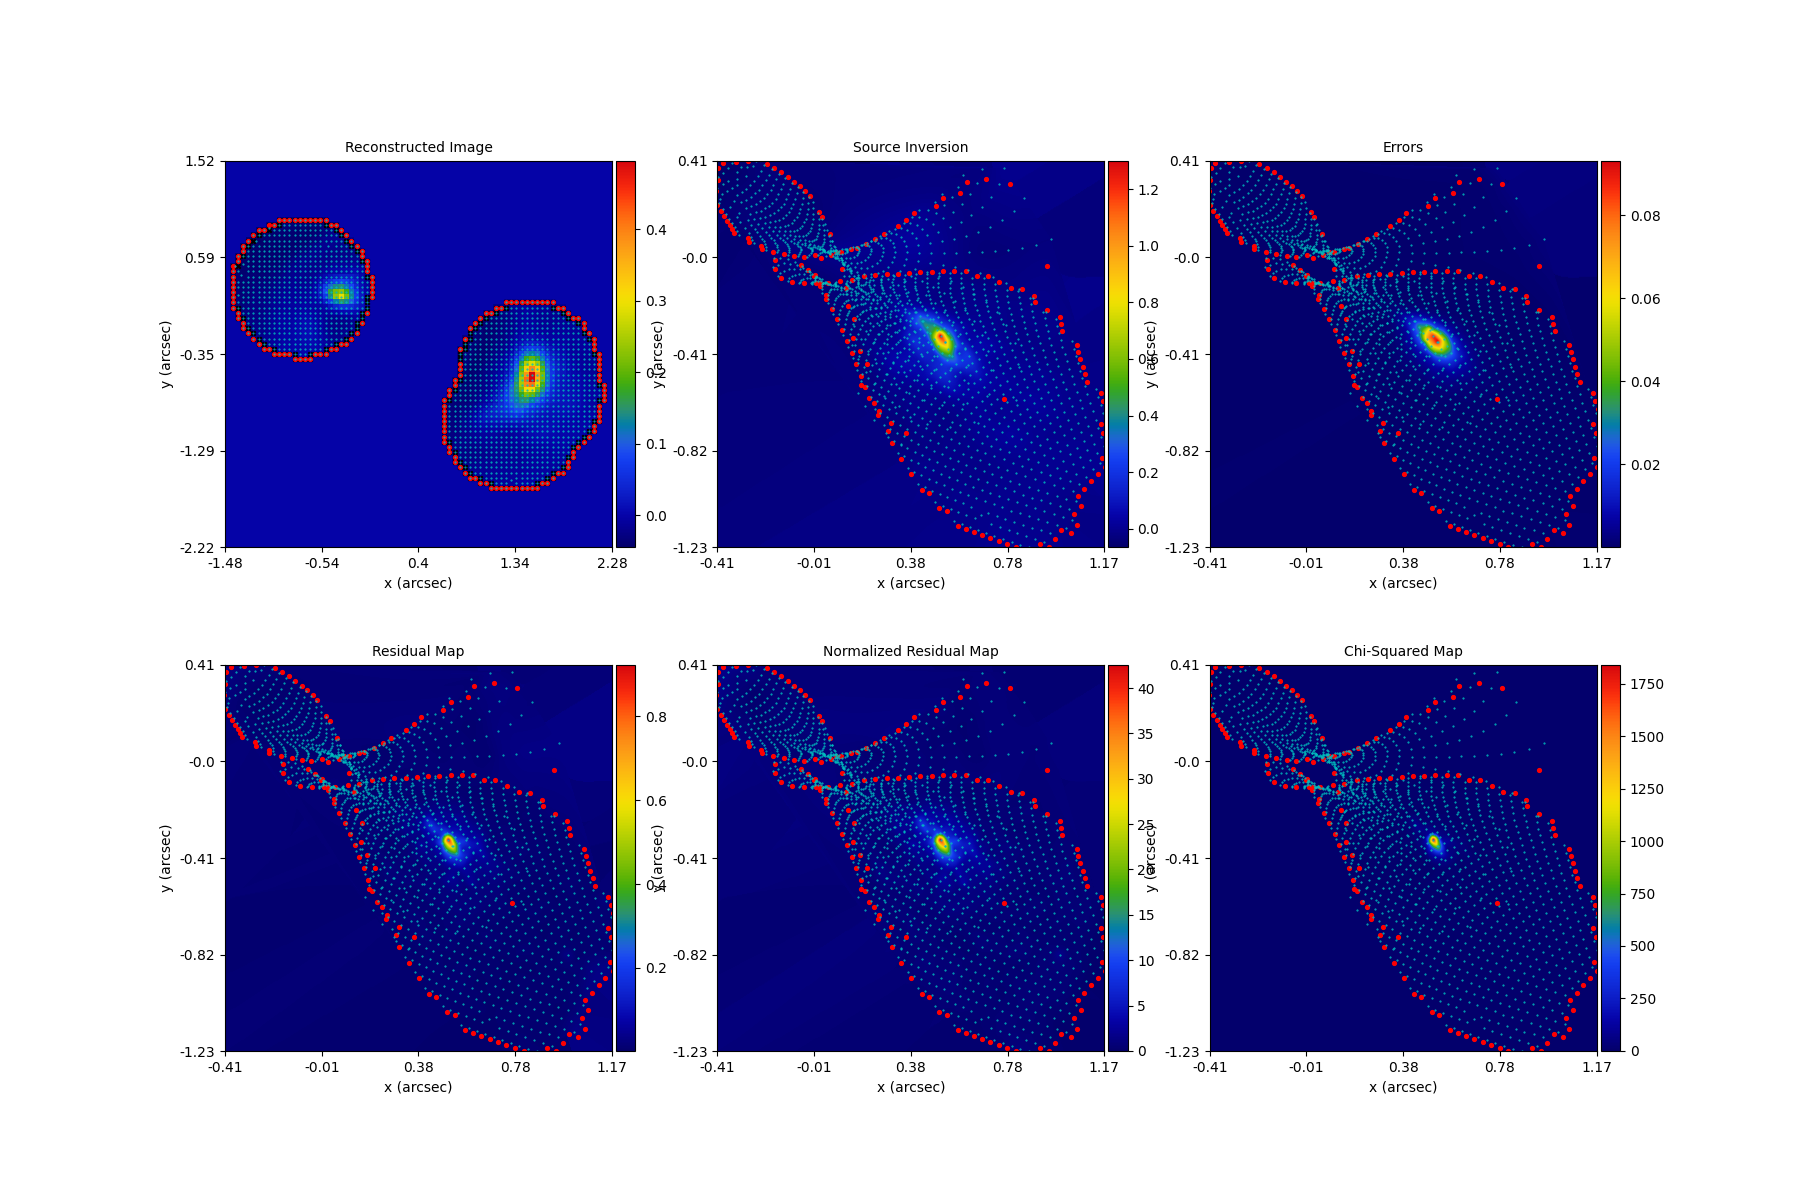 Reconstructed Image
1.52
0.59
-0.35
-1.29
-2.22
y (arcsec)
-1.48 -0.54 0.4 1.34 2.28
x (arcsec)
0.4
0.3
0.2
0.1
0.0
Source Inversion
0.41
-0.0
-0.41
-0.82
-1.23
y (arcsec)
-0.41 -0.01 0.38 0.78 1.17
x (arcsec)
1.2
1.0
0.8
0.6
0.4
0.2
0.0
Errors
0.41
-0.0
-0.41
-0.82
-1.23
y (arcsec)
-0.41 -0.01 0.38 0.78 1.17
x (arcsec)
0.08
0.06
0.04
0.02
Residual Map
0.41
-0.0
-0.41
-0.82
-1.23
y (arcsec)
-0.41 -0.01 0.38 0.78 1.17
x (arcsec)
0.8
0.6
0.4
0.2
Normalized Residual Map
0.41
-0.0
-0.41
-0.82
-1.23
y (arcsec)
-0.41 -0.01 0.38 0.78 1.17
x (arcsec)
40
35
30
25
20
15
10
5
0
Chi-Squared Map
0.41
-0.0
-0.41
-0.82
-1.23
y (arcsec)
-0.41 -0.01 0.38 0.78 1.17
x (arcsec)
1750
1500
1250
1000
750
500
250
0